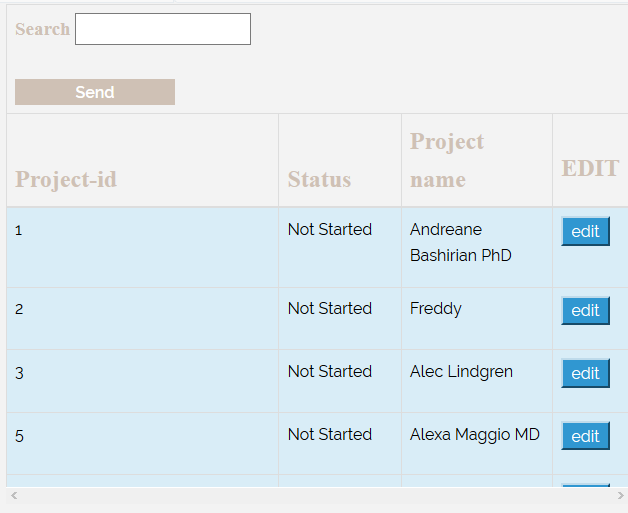 Search
Send
Project-id Status Project name EDIT
1 Not Started Andreane Bashirian PhD edit
2 Not Started Freddy edit
3 Not Started Alec Lindgren edit
5 Not Started Alexa Maggio MD edit